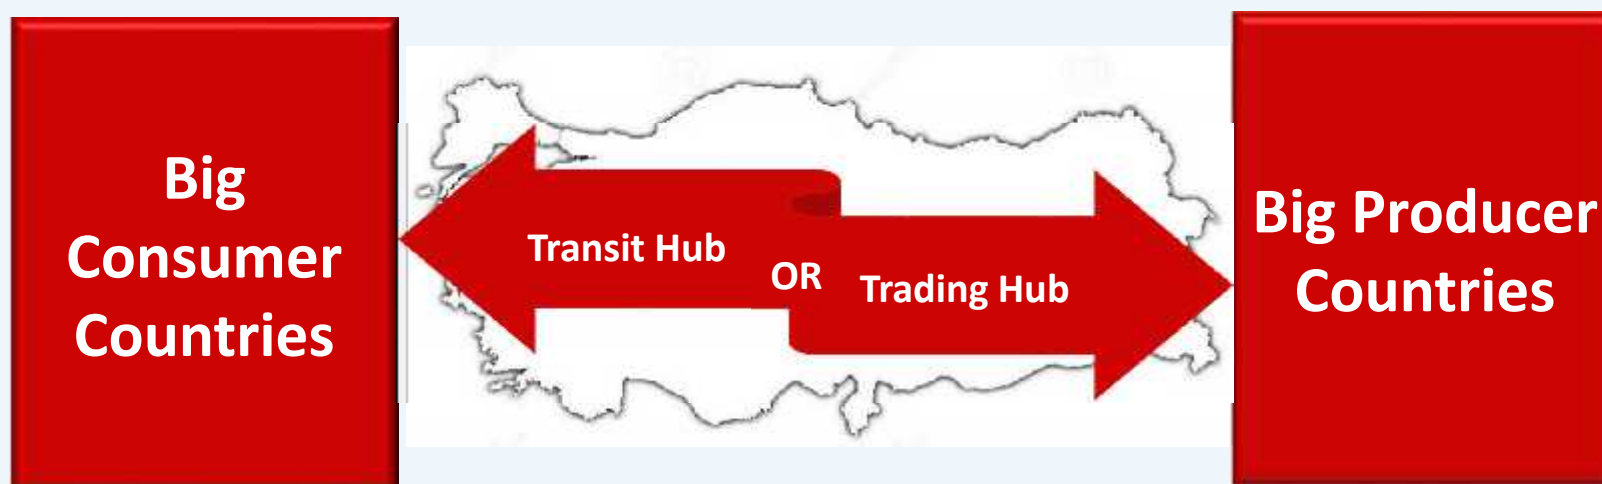 Big
Consumer
Countries
Transit Hub
OR
Trading Hub
Big Producer
Countries